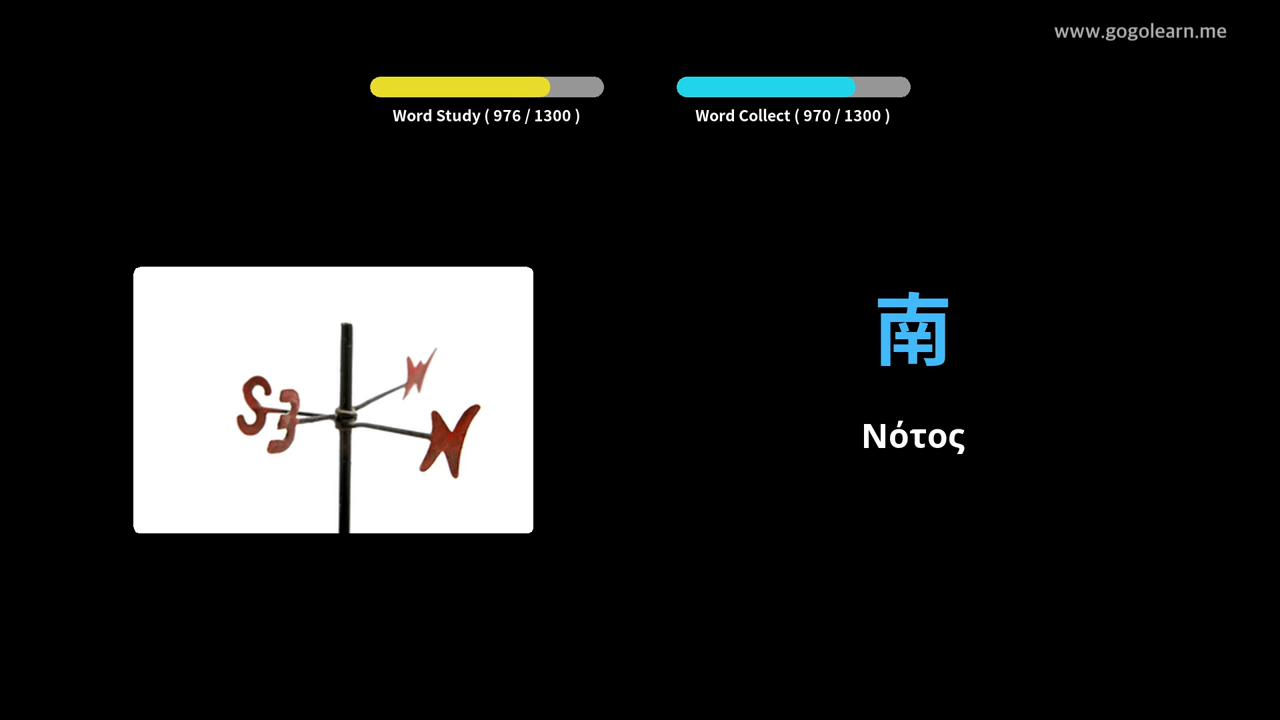 www.gogolearn.me
Word Study ( 976 / 1300 )
Word Collect ( 970 / 1300 )
S E W N
南
Νότος